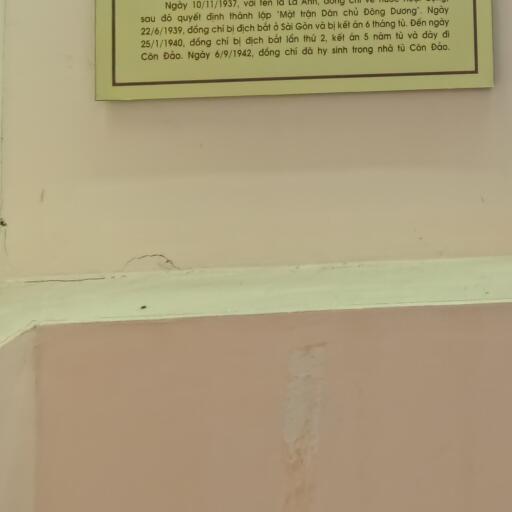 Ngày 10/11/1937, với tên là La Anh, đồng chí về nước hoạt động,
sau đó quyết định thành lập "Mặt trận Dân chủ Đông Dương". Ngày
22/6/1939, đồng chí bị địch bắt ở Sài Gòn và bị kết án 6 tháng tù. Đến ngày
25/1/1940, đồng chí bị địch bắt lần thứ 2, kết án 5 năm tù và đày đi
Côn Đảo. Ngày 6/9/1942, đồng chí đã hy sinh trong nhà tù Côn Đảo.